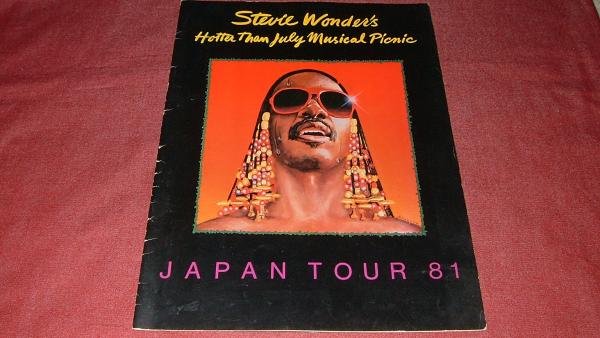 Stevie Wonder's
Hotter Than July Musical Picnic
JAPAN TOUR 81